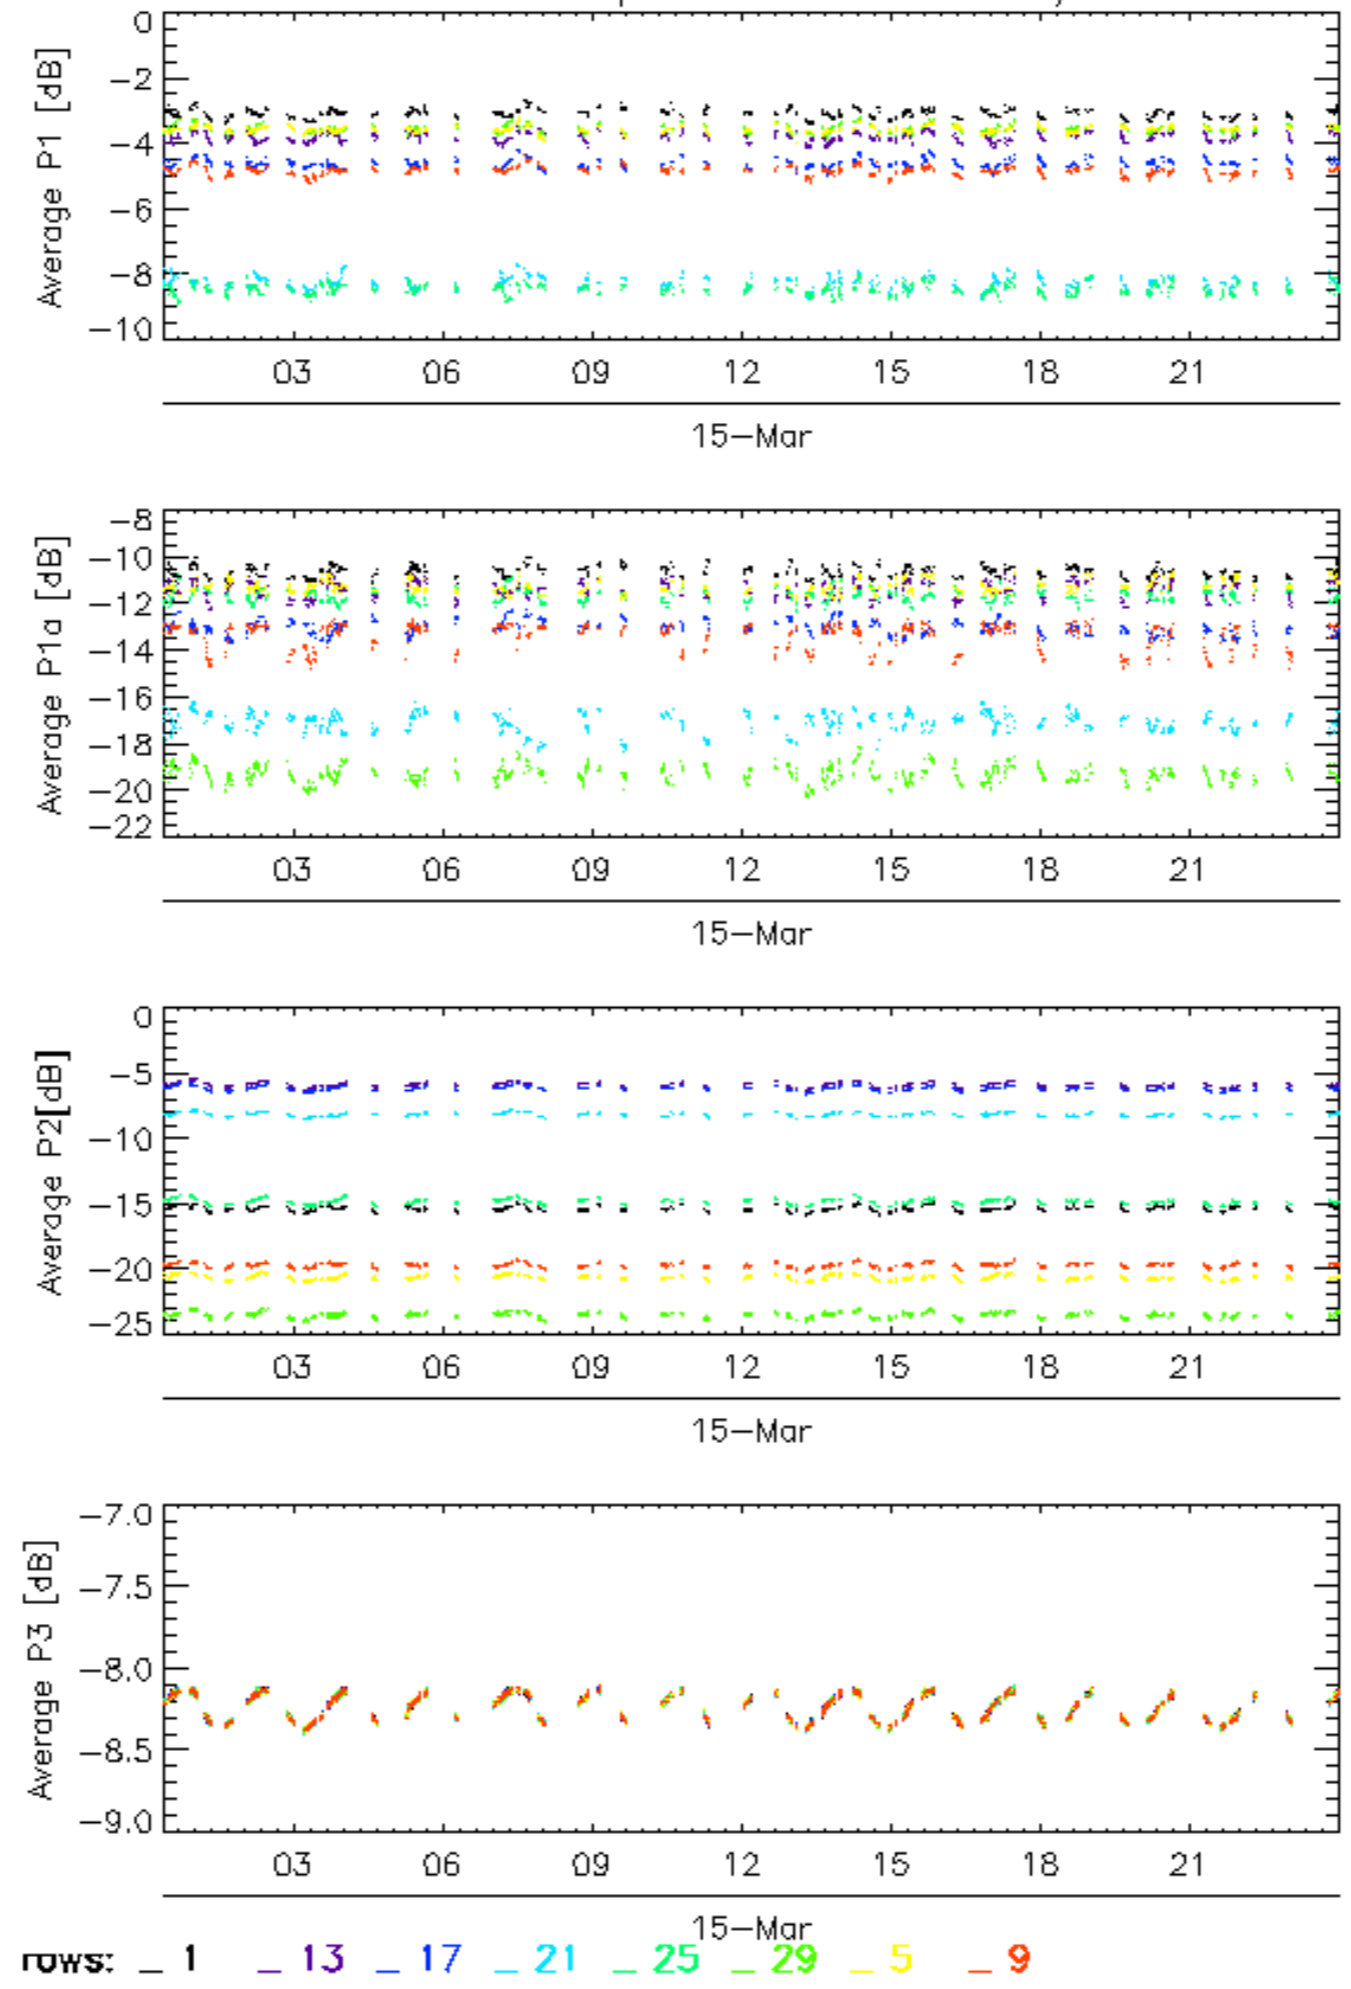 Average P1 [dB]
0
−2
−4
−6
−8
−10
03 06 09 12 15 18 21
15−Mar
Average P1a [dB]
−8
−10
−12
−14
−16
−18
−20
−22
03 06 09 12 15 18 21
15−Mar
Average P2[dB]
0
−5
−10
−15
−20
−25
03 06 09 12 15 18 21
15−Mar
Average P3 [dB]
−7.0
−7.5
−8.0
−8.5
−9.0
03 06 09 12 15 18 21
15−Mar
rows: _ 1 _ 13 _ 17 _ 21 _ 25 _ 29 _ 5 _ 9